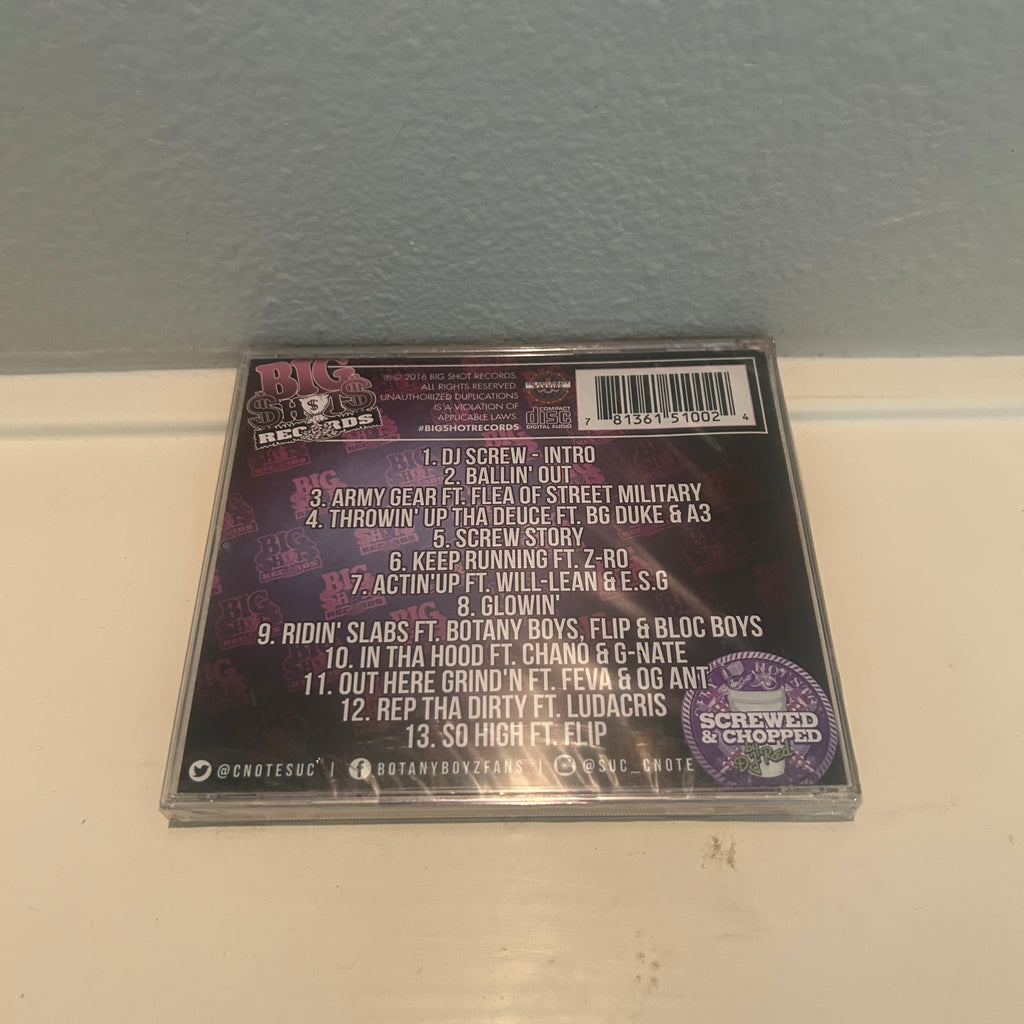 BIG
$HOT$
RECORDS
℗© 2016 BIG SHOT RECORDS.
ALL RIGHTS RESERVED
UNAUTHORIZED DUPLICATIONS
IS A VIOLATION OF
APPLICABLE LAWS.
#BIGSHOTRECORDS
COMPACT
disc
DIGITAL AUDIO
7 81361 51002 4
1. DJ SCREW - INTRO
2. BALLIN' OUT
3. ARMY GEAR FT. FLEA OF STREET MILITARY
4. THROWIN' UP THA DEUCE FT. BG DUKE & A3
5. SCREW STORY
6. KEEP RUNNING FT. Z-RO
7. ACTIN'UP FT. WILL-LEAN & E.S.G
8. GLOWIN'
9. RIDIN' SLABS FT. BOTANY BOYS, FLIP & BLOC BOYS
10. IN THA HOOD FT. CHANO & G-NATE
11. OUT HERE GRIND'N FT. FEVA & OG ANT
12. REP THA DIRTY FT. LUDACRIS
13. SO HIGH FT. FLIP
SCREWED
& CHOPPED
Dj Red
@CNOTESUC | BOTANYBOYZFANS | @SUC_CNOTE